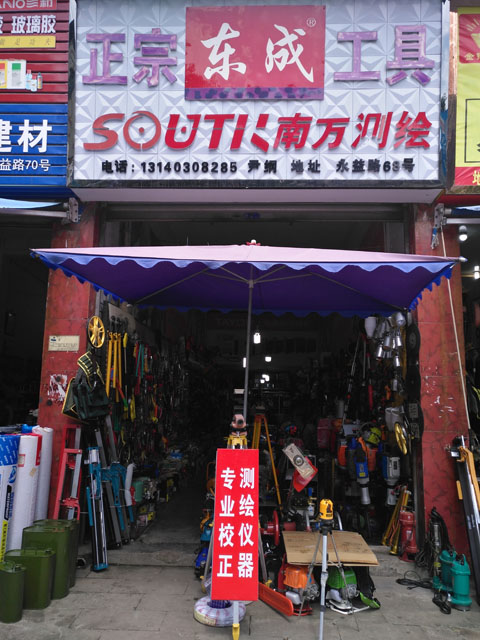 正宗 东成® 工具
SOUTH 南方测绘
电话：13140308285 尹炯 地址 永益路69号
玻璃胶
建材
益路70号
测绘仪器
专业校正